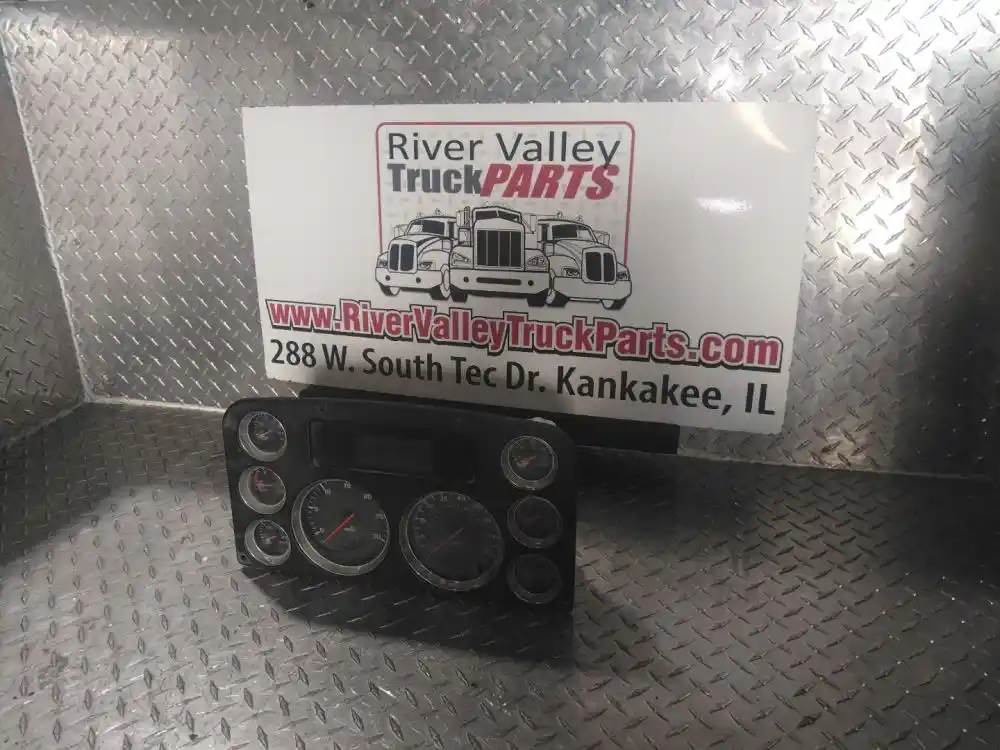 River Valley
TruckPARTS
www.RiverValleyTruckParts.com
288 W. South Tec Dr. Kankakee, IL